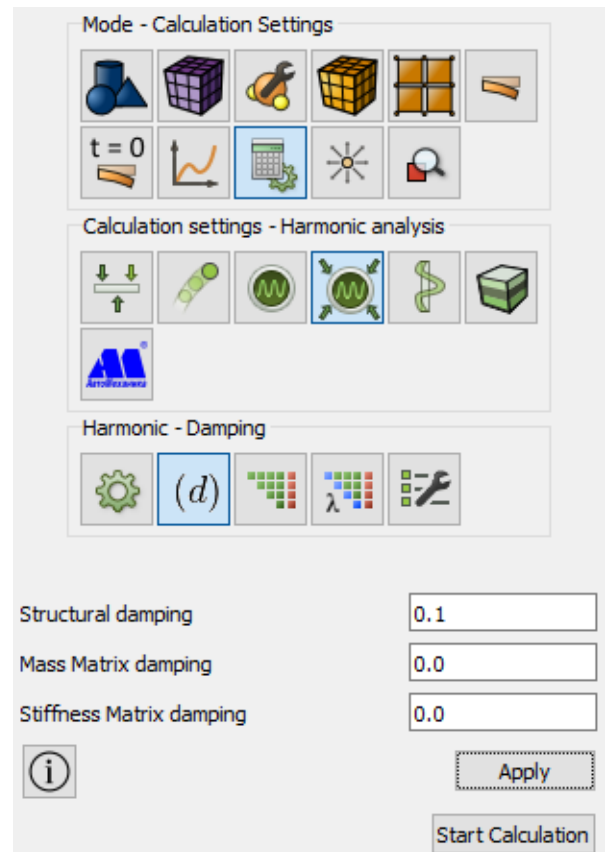 Mode - Calculation Settings
t = 0
Calculation settings - Harmonic analysis
АвтоМеханика
Harmonic - Damping
(d)
λ
Structural damping 0.1
Mass Matrix damping 0.0
Stiffness Matrix damping 0.0
i Apply
Start Calculation